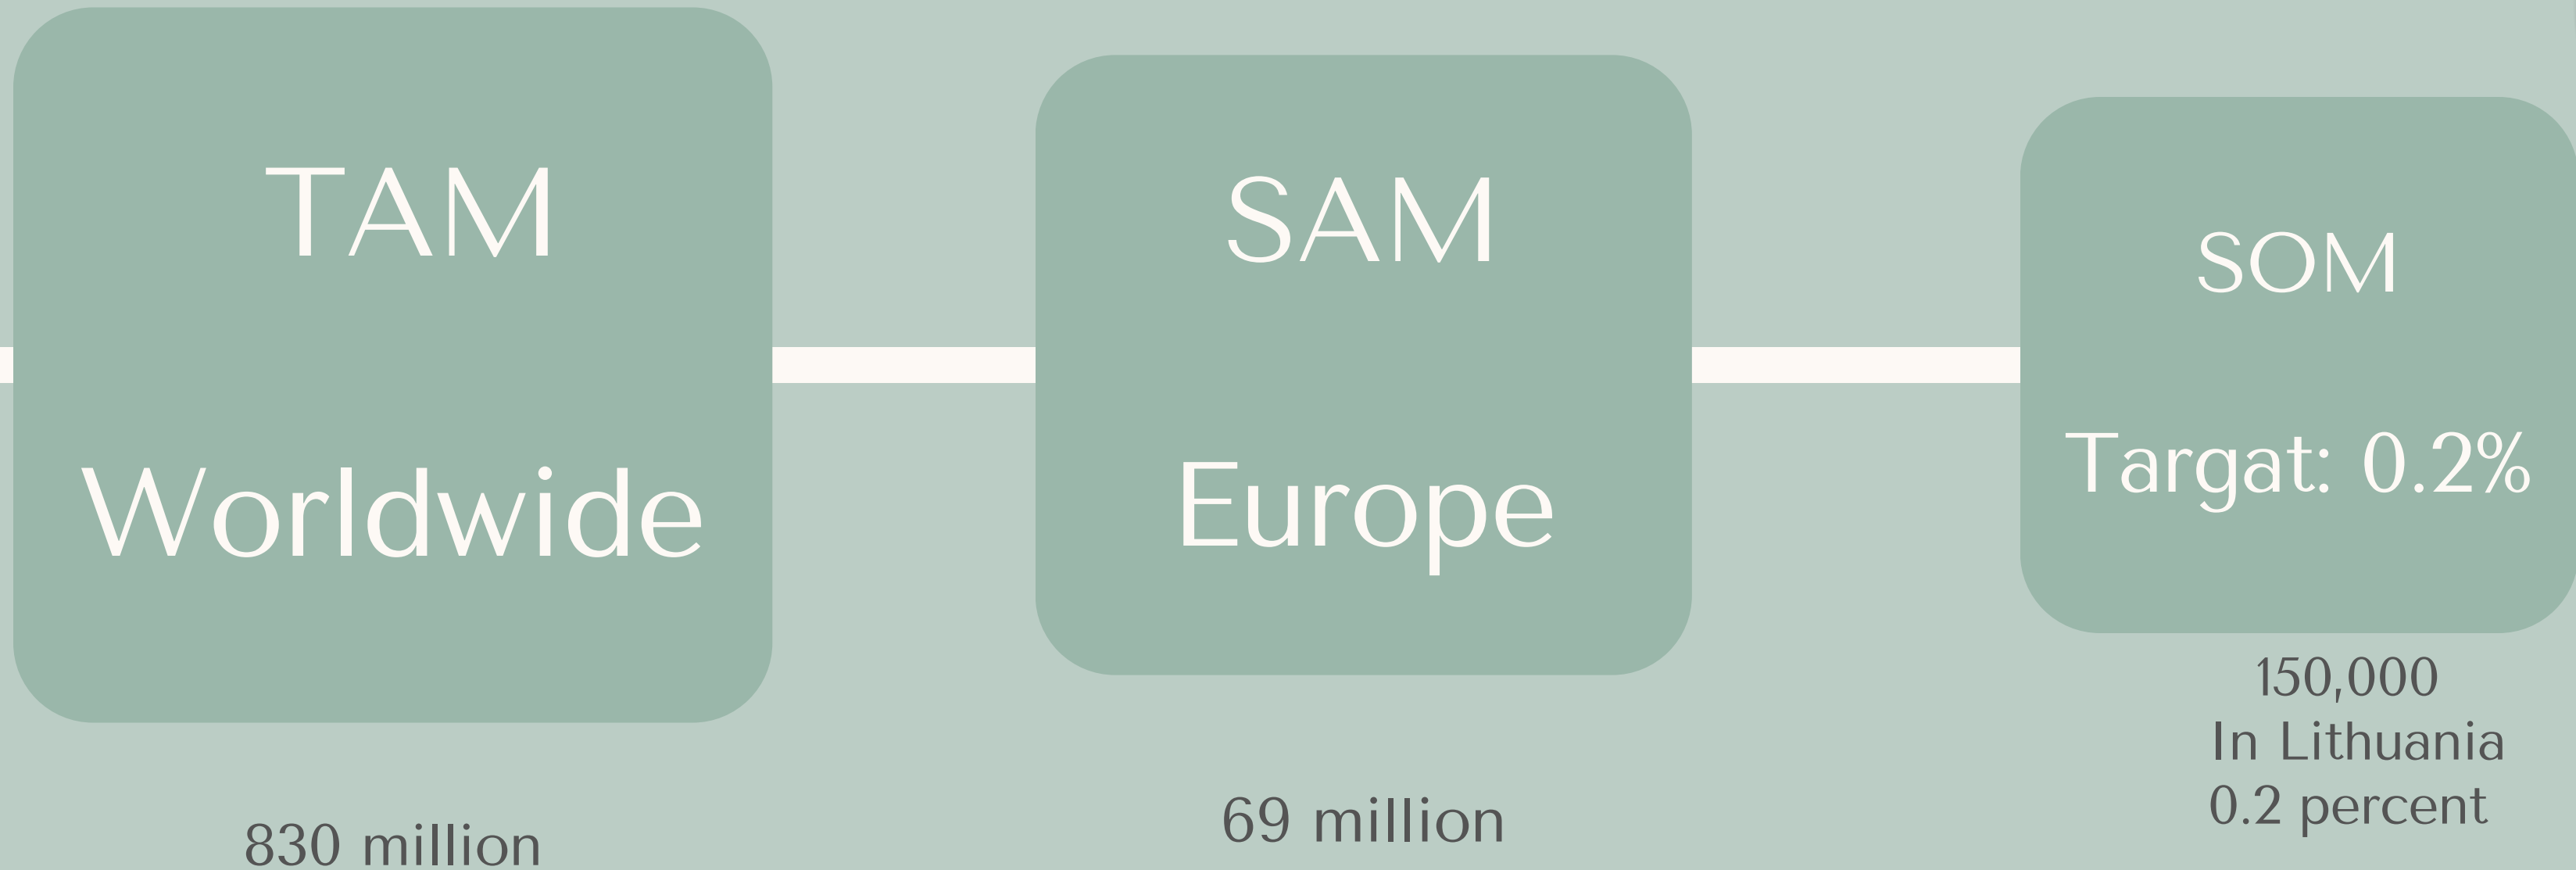 TAM
Worldwide
830 million
SAM
Europe
69 million
SOM
Targat: 0.2%
150,000
In Lithuania
0.2 percent